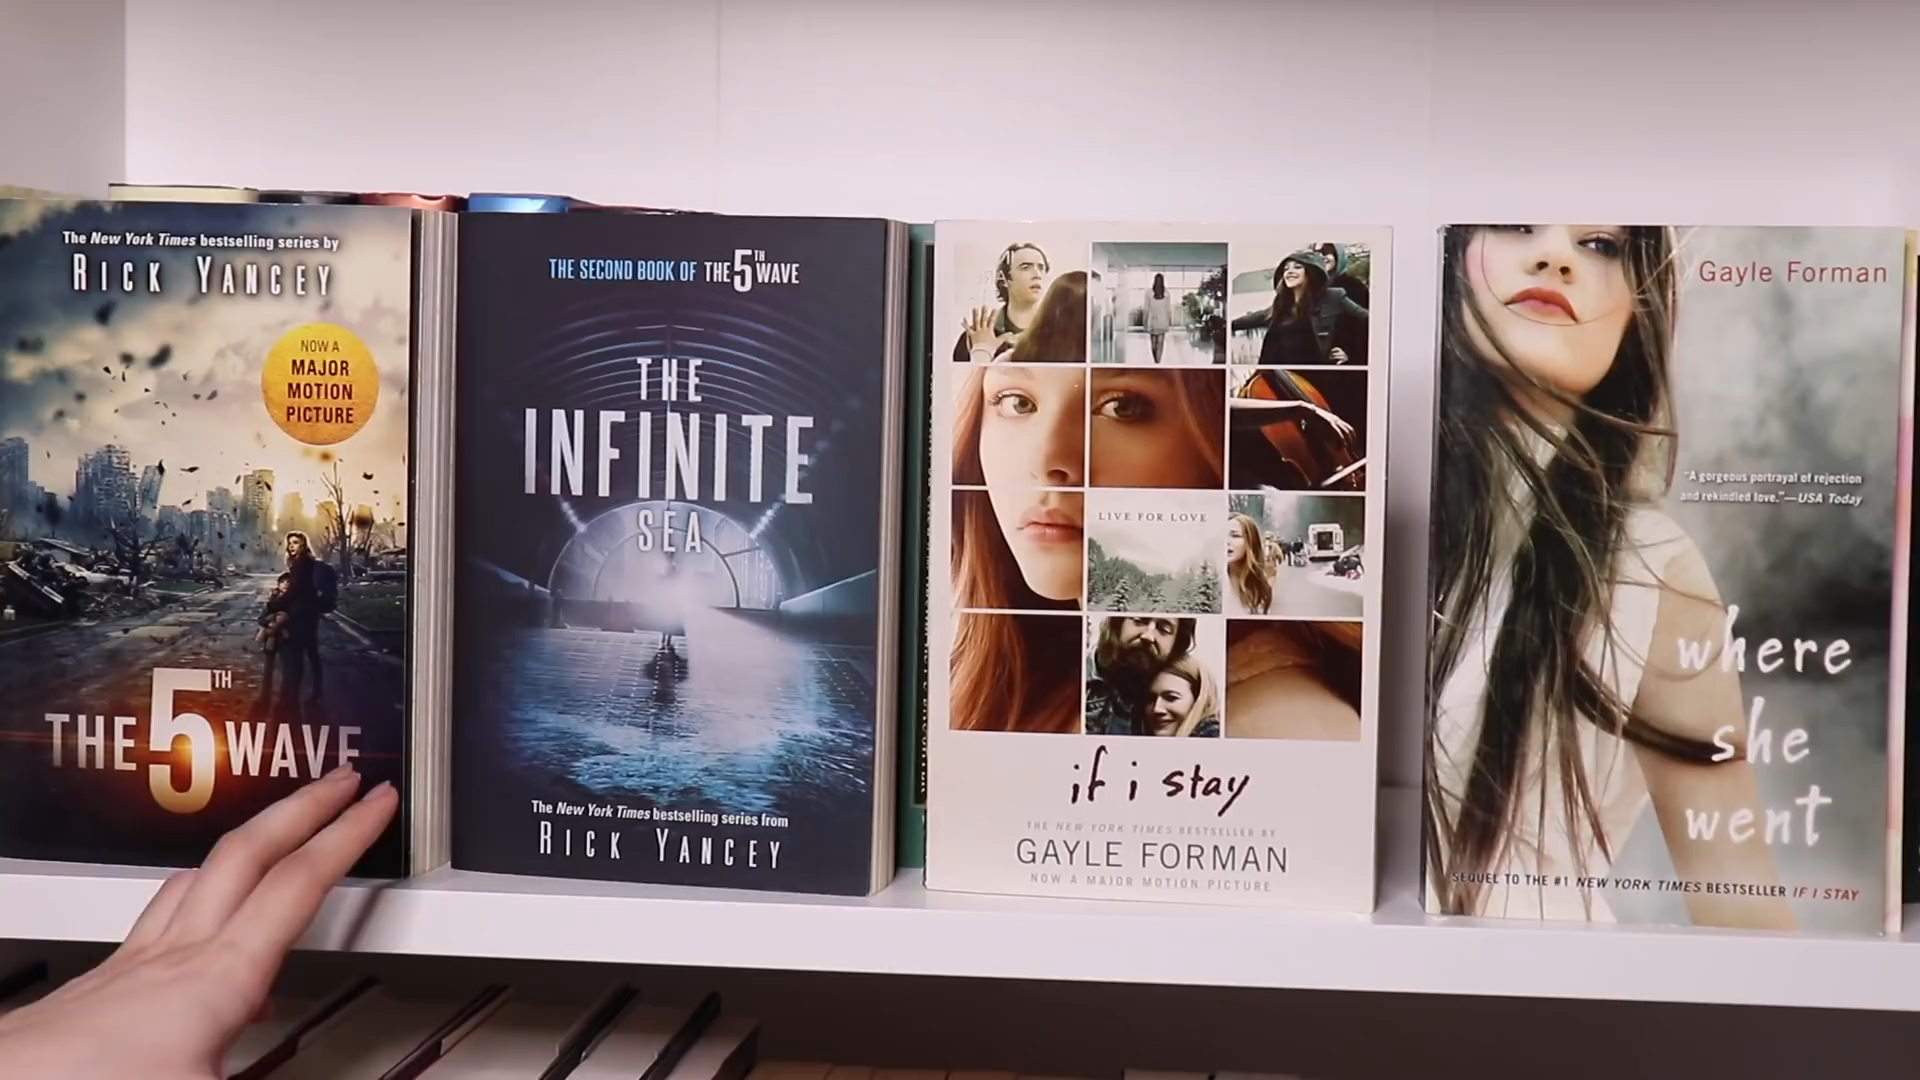 The New York Times bestselling series by
RICK YANCEY
NOW A
MAJOR
MOTION
PICTURE
THE 5TH WAVE
THE SECOND BOOK OF THE 5TH WAVE
THE
INFINITE
SEA
The New York Times bestselling series from
RICK YANCEY
LIVE FOR LOVE
if i stay
THE NEW YORK TIMES BESTSELLER BY
GAYLE FORMAN
NOW A MAJOR MOTION PICTURE
Gayle Forman
"A gorgeous portrayal of rejection
and rekindled love."—USA Today
where
she
went
SEQUEL TO THE #1 NEW YORK TIMES BESTSELLER IF I STAY